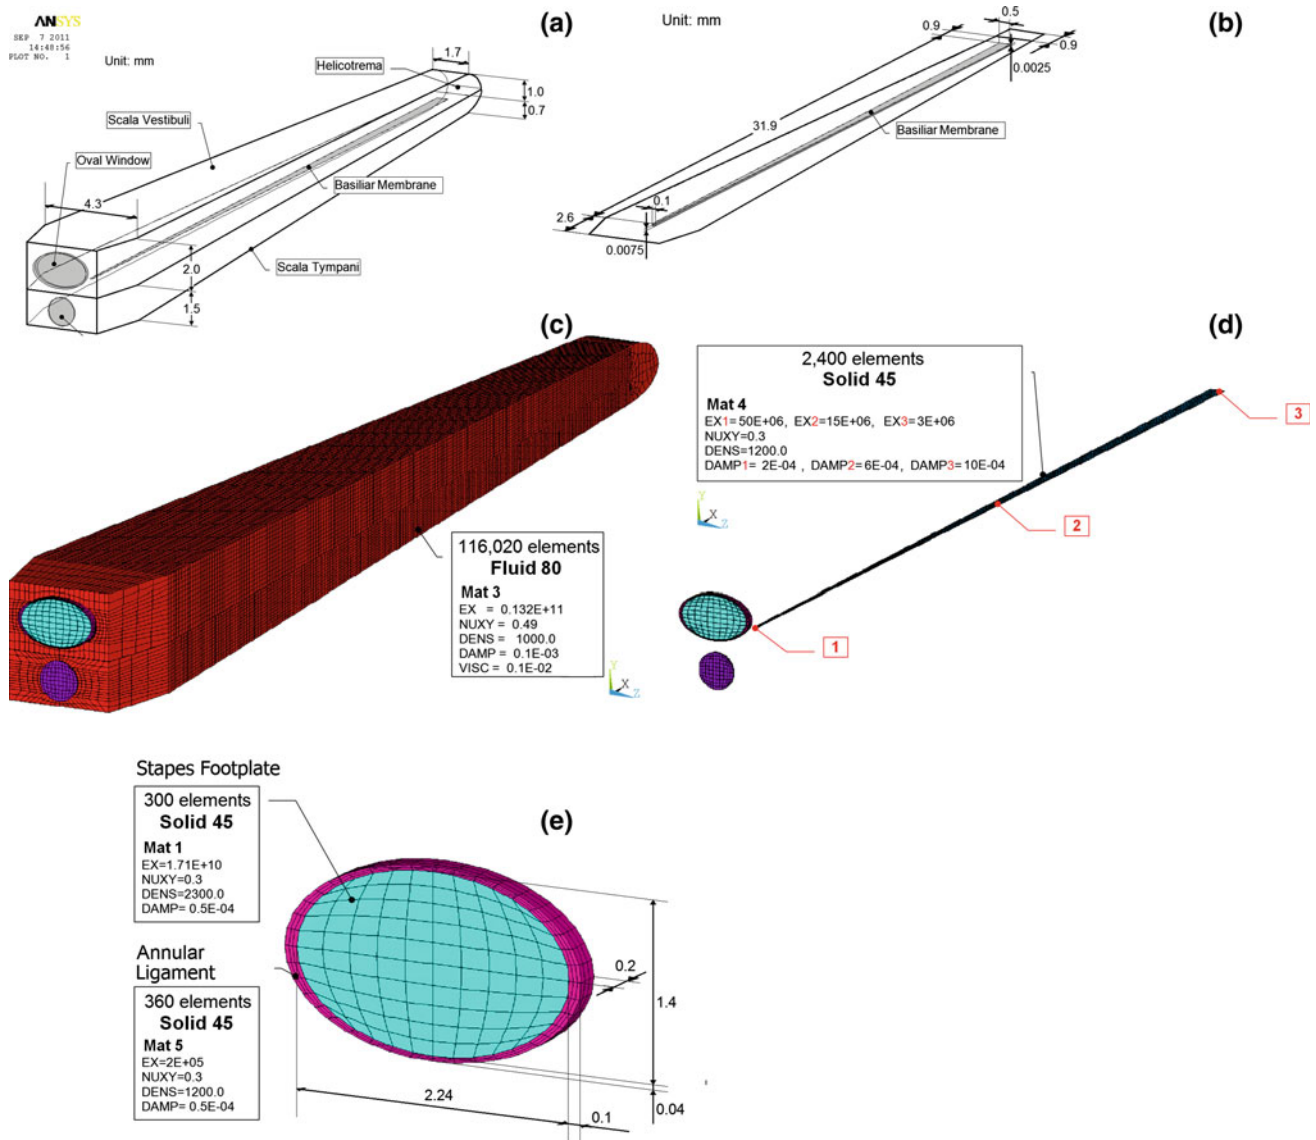 ANSYS
SEP 7 2011
14:48:56
PLOT NO. 1
Unit: mm
(a)
1.7
Helicotrema
1.0
0.7
Scala Vestibuli
Oval Window
Basiliar Membrane
4.3
2.0
1.5
Scala Tympani
Unit: mm
(b)
0.5
0.9
0.9
0.0025
31.9
Basiliar Membrane
0.1
2.6
0.0075
(c)
116,020 elements
Fluid 80
Mat 3
EX = 0.132E+11
NUXY = 0.49
DENS = 1000.0
DAMP = 0.1E-03
VISC = 0.1E-02
Y
X
Z
(d)
2,400 elements
Solid 45
Mat 4
EX1=50E+06, EX2=15E+06, EX3=3E+06
NUXY=0.3
DENS=1200.0
DAMP1= 2E-04 , DAMP2=6E-04, DAMP3=10E-04
Y
X
Z
3
2
1
Stapes Footplate
300 elements
Solid 45
Mat 1
EX=1.71E+10
NUXY=0.3
DENS=2300.0
DAMP= 0.5E-04
(e)
Annular
Ligament
360 elements
Solid 45
Mat 5
EX=2E+05
NUXY=0.3
DENS=1200.0
DAMP= 0.5E-04
0.2
1.4
2.24
0.1
0.04